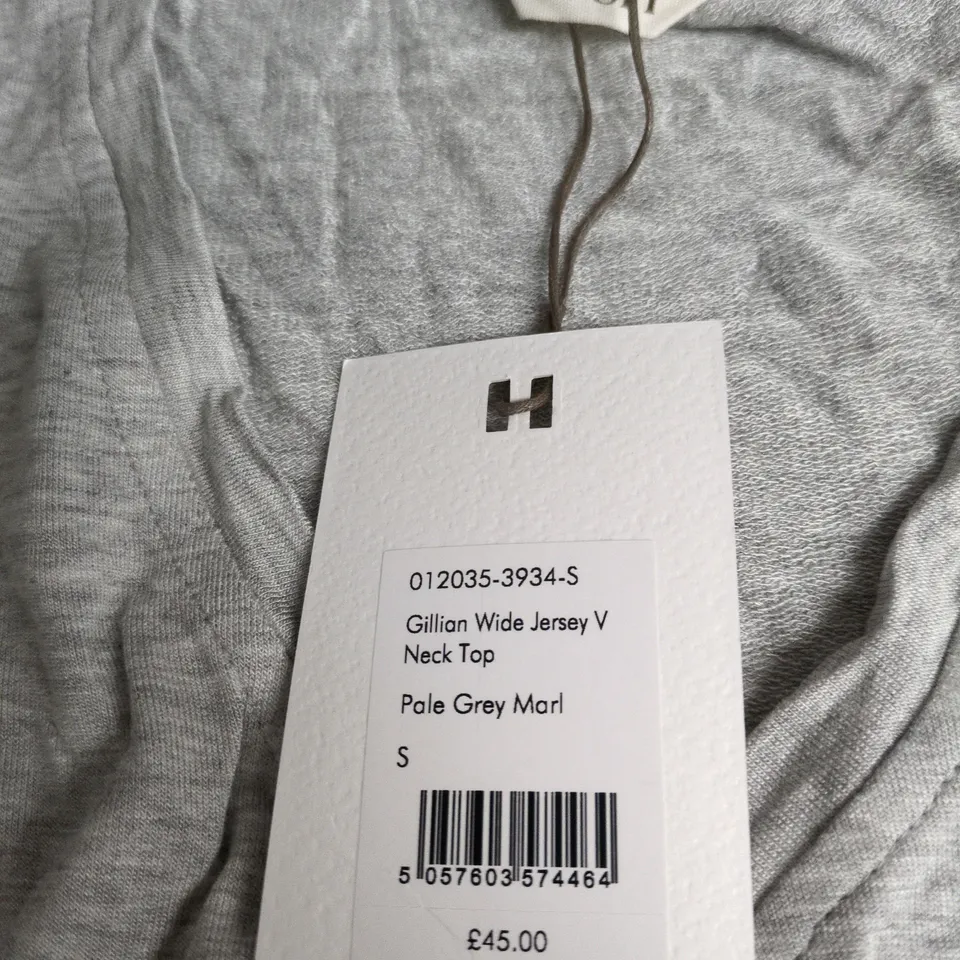 H
012035-3934-S
Gillian Wide Jersey V
Neck Top
Pale Grey Marl
S
5 057603 574464
£45.00